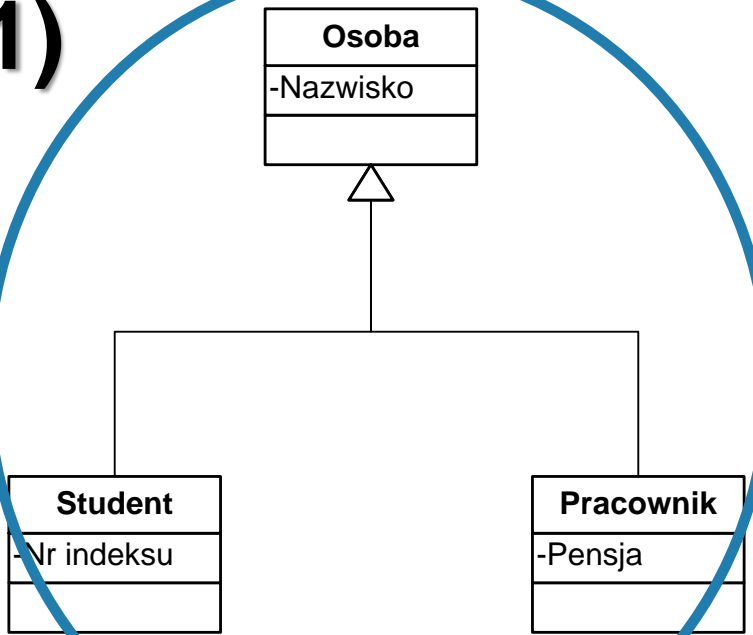 1)
Osoba
-Nazwisko
Student
-Nr indeksu
Pracownik
-Pensja